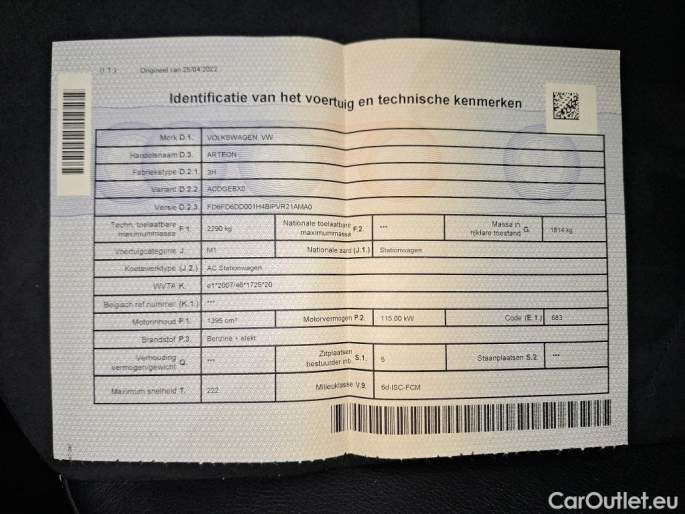 (I.1.) Origineel van 25/04/2022
Identificatie van het voertuig en technische kenmerken
Merk D.1. VOLKSWAGEN, VW
Handelsnaam D.3. ARTEON
Fabriekstype D.2.1 3H
Variant D.2.2 ACDGEBX0
Versie D.2.3 FD6FD6DD001H4BIPVR21AMA0
Techn. toelaatbare maximummassa F.1. 2290 kg Nationale toelaatbare maximummassa F.2. *** Massa in rijklare toestand G. 1814 kg
Voertuigcategorie J. M1 Nationale aard (J.1.) Stationwagen
Koetswerktype (J.2.) AC Stationwagen
WVTA K. e1*2007/46*1725*20
Belgisch ref.nummer (K.1.) ***
Motorinhoud P.1. 1395 cm³ Motorvermogen P.2. 115.00 kW Code (E.1.) 683
Brandstof P.3. Benzine + elekt
Verhouding vermogen/gewicht Q. *** Zitplaatsen bestuurder inb. S.1. 5 Staanplaatsen S.2. ***
Maximum snelheid T. 222 Milieuklasse V.9. 6d-ISC-FCM
CarOutlet.eu